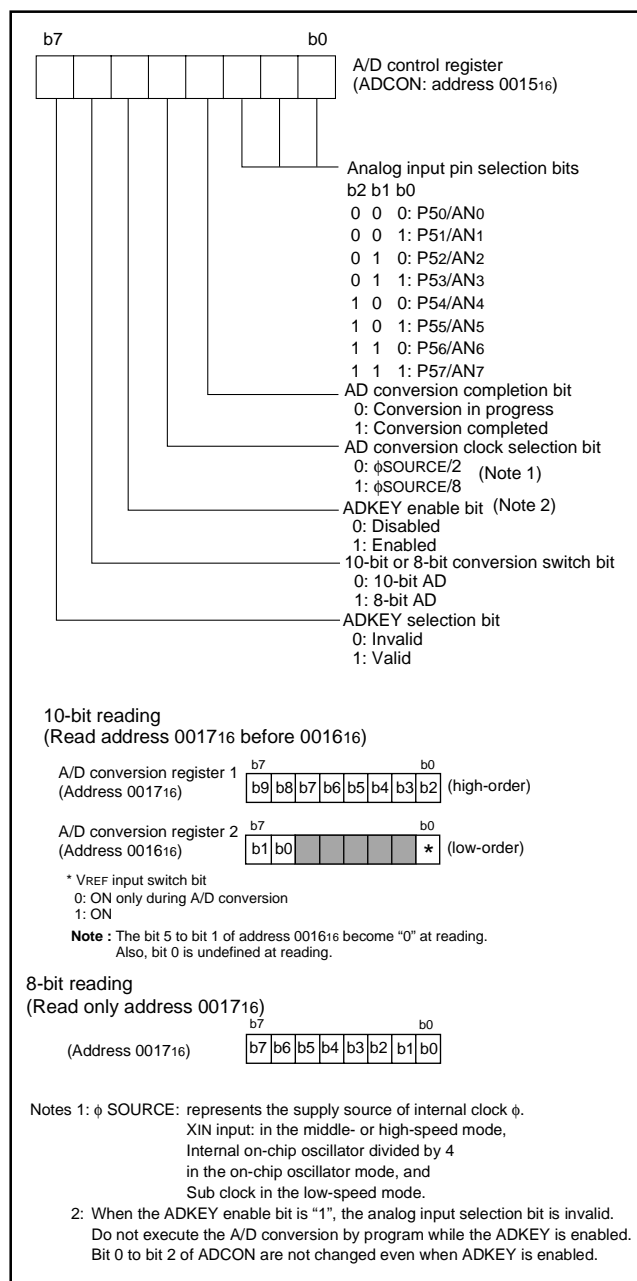 b7 b0
A/D control register
(ADCON: address 001516)
Analog input pin selection bits
b2 b1 b0
0 0 0: P50/AN0
0 0 1: P51/AN1
0 1 0: P52/AN2
0 1 1: P53/AN3
1 0 0: P54/AN4
1 0 1: P55/AN5
1 1 0: P56/AN6
1 1 1: P57/AN7
AD conversion completion bit
0: Conversion in progress
1: Conversion completed
AD conversion clock selection bit
0: ϕSOURCE/2 (Note 1)
1: ϕSOURCE/8
ADKEY enable bit (Note 2)
0: Disabled
1: Enabled
10-bit or 8-bit conversion switch bit
0: 10-bit AD
1: 8-bit AD
ADKEY selection bit
0: Invalid
1: Valid
10-bit reading
(Read address 001716 before 001616)
b7 b0
A/D conversion register 1
(Address 001716)
b9 b8 b7 b6 b5 b4 b3 b2 (high-order)
b7 b0
A/D conversion register 2
(Address 001616)
b1 b0 * (low-order)
* VREF input switch bit
0: ON only during A/D conversion
1: ON
Note : The bit 5 to bit 1 of address 001616 become “0” at reading.
Also, bit 0 is undefined at reading.
8-bit reading
(Read only address 001716)
b7 b0
(Address 001716) b7 b6 b5 b4 b3 b2 b1 b0
Notes 1: ϕ SOURCE: represents the supply source of internal clock ϕ.
XIN input: in the middle- or high-speed mode,
Internal on-chip oscillator divided by 4
in the on-chip oscillator mode, and
Sub clock in the low-speed mode.
2: When the ADKEY enable bit is “1”, the analog input selection bit is invalid.
Do not execute the A/D conversion by program while the ADKEY is enabled.
Bit 0 to bit 2 of ADCON are not changed even when ADKEY is enabled.